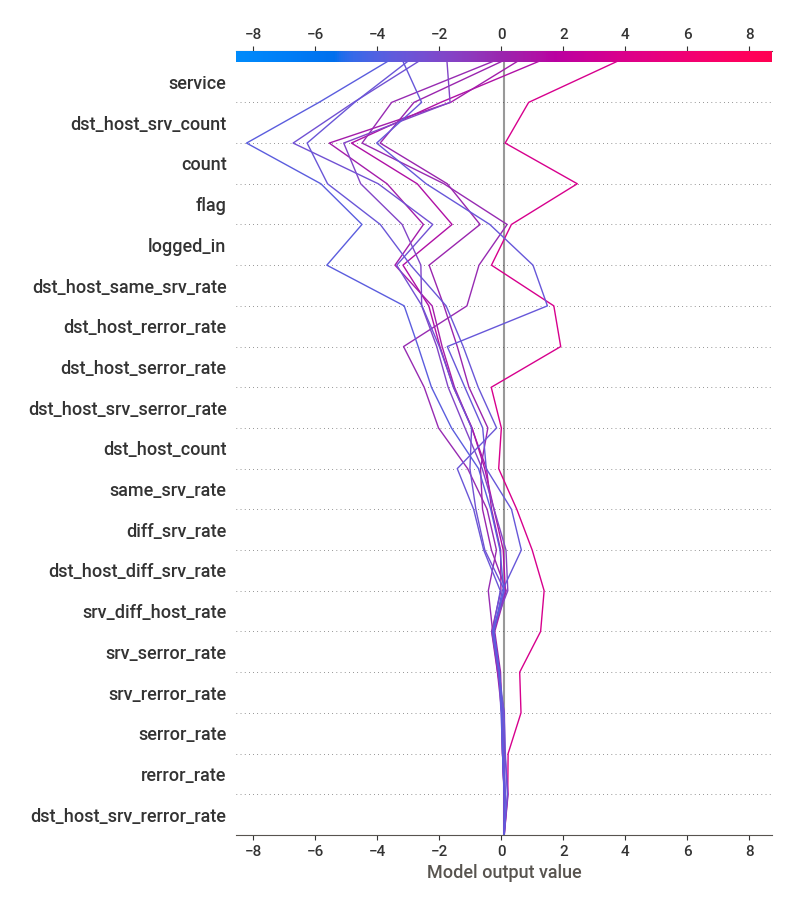 −8 −6 −4 −2 0 2 4 6 8
service
dst_host_srv_count
count
flag
logged_in
dst_host_same_srv_rate
dst_host_rerror_rate
dst_host_serror_rate
dst_host_srv_serror_rate
dst_host_count
same_srv_rate
diff_srv_rate
dst_host_diff_srv_rate
srv_diff_host_rate
srv_serror_rate
srv_rerror_rate
serror_rate
rerror_rate
dst_host_srv_rerror_rate
−8 −6 −4 −2 0 2 4 6 8
Model output value